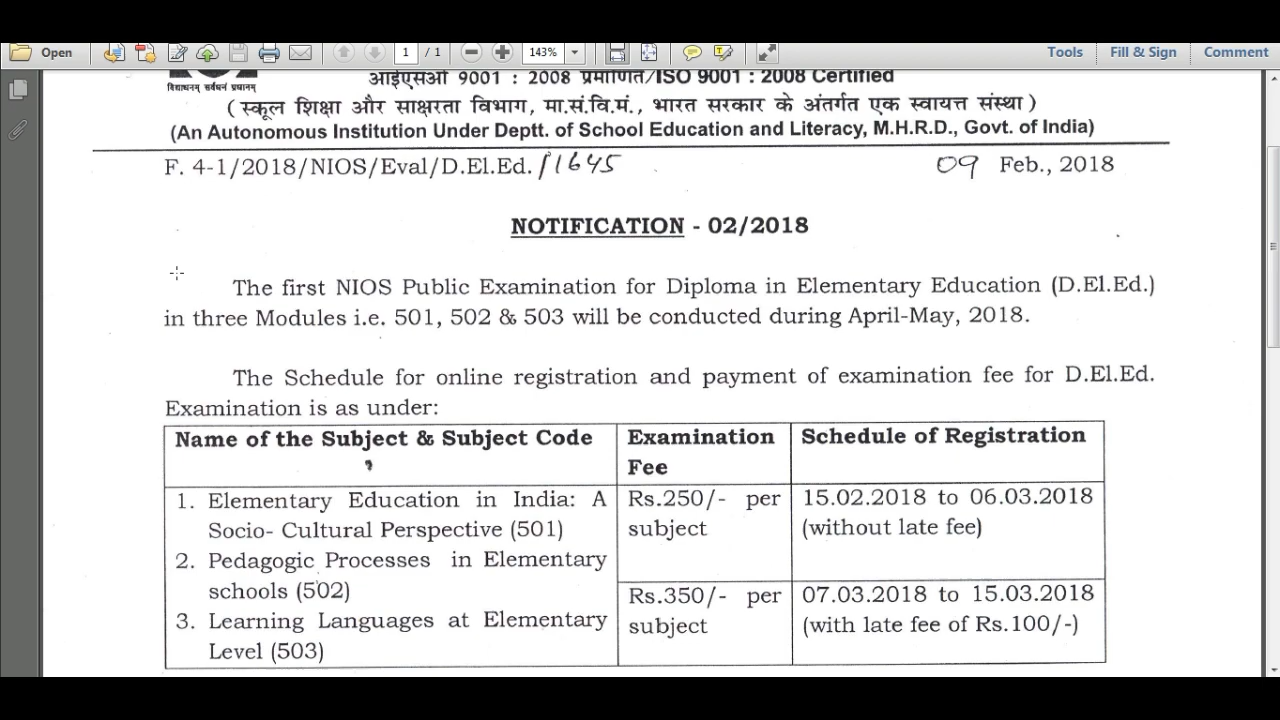 Open
1 / 1
143%
Tools
Fill & Sign
Comment
विद्याधनम् सर्वधनं प्रधानम्
आईएसओ 9001 : 2008 प्रमाणित/ISO 9001 : 2008 Certified
( स्कूल शिक्षा और साक्षरता विभाग, मा.सं.वि.मं., भारत सरकार के अंतर्गत एक स्वायत्त संस्था )
(An Autonomous Institution Under Deptt. of School Education and Literacy, M.H.R.D., Govt. of India)
F. 4-1/2018/NIOS/Eval/D.El.Ed./1645
09 Feb., 2018
NOTIFICATION - 02/2018
The first NIOS Public Examination for Diploma in Elementary Education (D.El.Ed.)
in three Modules i.e. 501, 502 & 503 will be conducted during April-May, 2018.
The Schedule for online registration and payment of examination fee for D.El.Ed.
Examination is as under:
Name of the Subject & Subject Code
Examination
Fee
Schedule of Registration
1. Elementary Education in India: A
Socio- Cultural Perspective (501)
2. Pedagogic Processes in Elementary
schools (502)
3. Learning Languages at Elementary
Level (503)
Rs.250/- per
subject
15.02.2018 to 06.03.2018
(without late fee)
Rs.350/- per
subject
07.03.2018 to 15.03.2018
(with late fee of Rs.100/-)